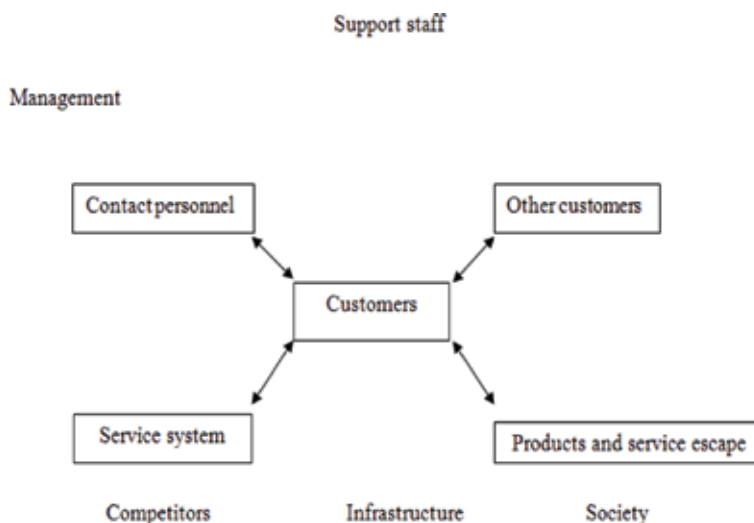 Support staff
Management
Contact personnel
Other customers
Customers
Service system
Products and service escape
Competitors
Infrastructure
Society